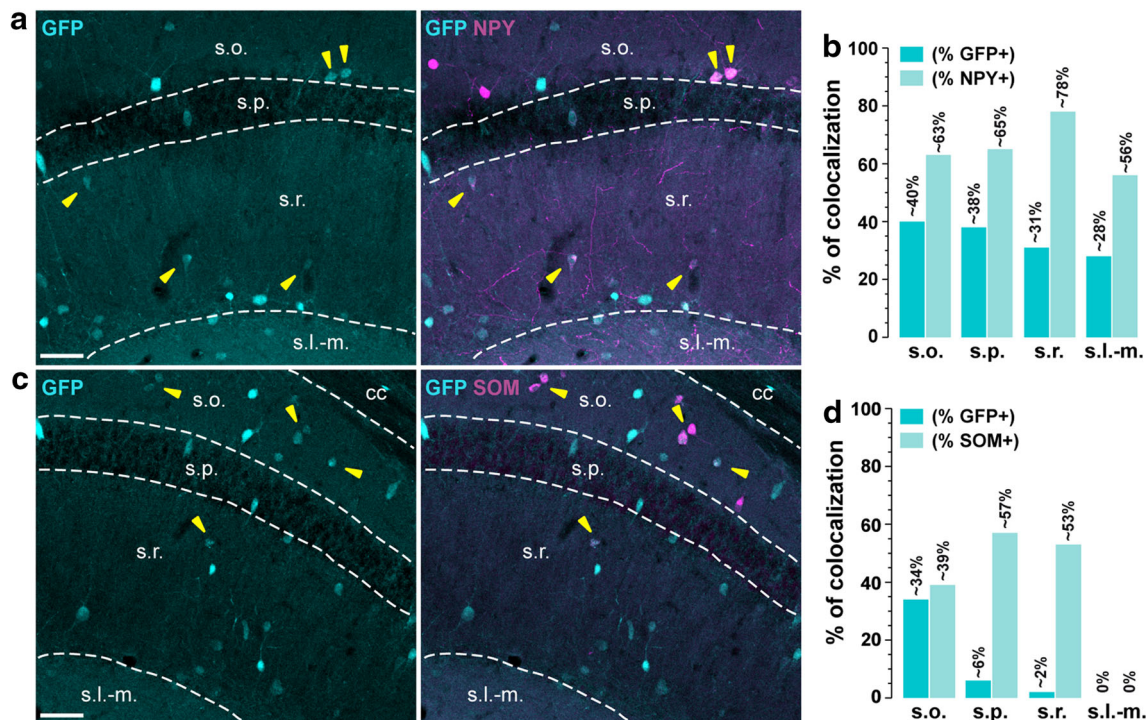 a
GFP
s.o.
s.p.
s.r.
s.l.-m.
GFP NPY
s.o.
s.p.
s.r.
s.l.-m.
b
(% GFP+)
(% NPY+)
% of colocalization
100
80
60
40
20
0
~40%
~63%
~38%
~65%
~31%
~78%
~28%
~56%
s.o. s.p. s.r. s.l.-m.
c
GFP
s.o.
s.p.
s.r.
s.l.-m.
GFP SOM
cc
s.o.
s.p.
s.r.
s.l.-m.
d
(% GFP+)
(% SOM+)
% of colocalization
100
80
60
40
20
0
~34%
~39%
~6%
~57%
~2%
~53%
0%
0%
s.o. s.p. s.r. s.l.-m.